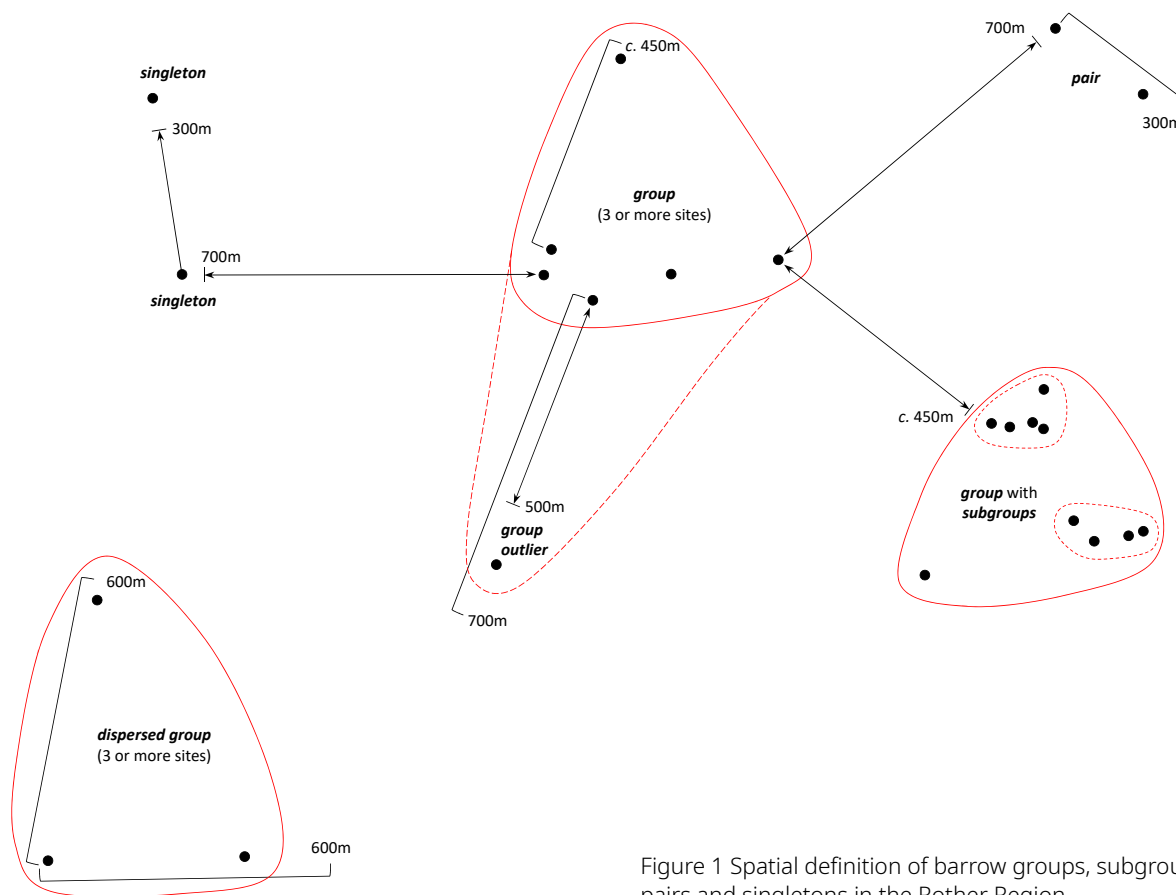 singleton
300m
700m
singleton
c. 450m
group
(3 or more sites)
700m
pair
300m
c. 450m
group with
subgroups
500m
group
outlier
700m
600m
dispersed group
(3 or more sites)
600m
Figure 1 Spatial definition of barrow groups,
pairs and singletons in the Rother Region